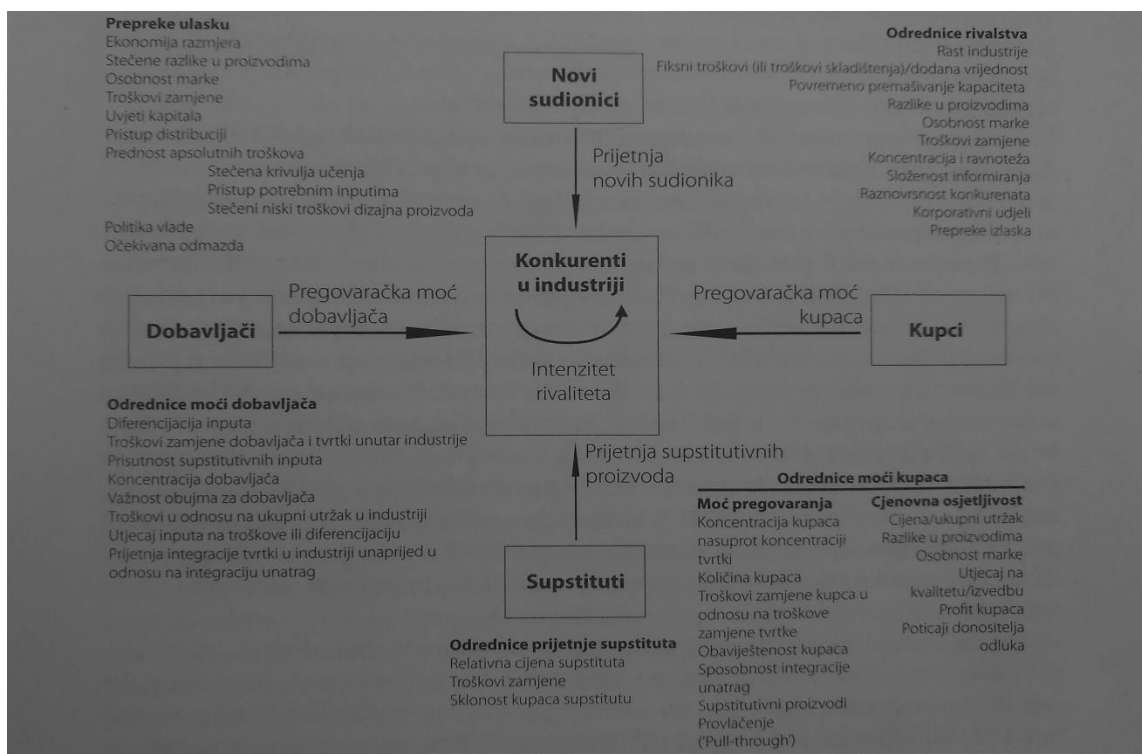 Prepreke ulasku
Ekonomija razmjera
Stečene razlike u proizvodima
Osobnost marke
Troškovi zamjene
Uvjeti kapitala
Pristup distribuciji
Prednost apsolutnih troškova
Stečena krivulja učenja
Pristup potrebnim inputima
Stečeni niski troškovi dizajna proizvoda
Politika vlade
Očekivana odmazda
Novi
sudionici
Prijetnja
novih sudionika
Odrednice rivalstva
Rast industrije
Fiksni troškovi (ili troškovi skladištenja)/dodana vrijednost
Povremeno premašivanje kapaciteta
Razlike u proizvodima
Osobnost marke
Troškovi zamjene
Koncentracija i ravnoteža
Složenost informiranja
Raznovrsnost konkurenata
Korporativni udjeli
Prepreke izlaska
Dobavljači
Pregovaračka moć
dobavljača
Konkurenti
u industriji
Intenzitet
rivaliteta
Pregovaračka moć
kupaca
Kupci
Odrednice moći dobavljača
Diferencijacija inputa
Troškovi zamjene dobavljača i tvrtki unutar industrije
Prisutnost supstitutivnih inputa
Koncentracija dobavljača
Važnost obujma za dobavljača
Troškovi u odnosu na ukupni utržak u industriji
Utjecaj inputa na troškove ili diferencijaciju
Prijetnja integracije tvrtki u industriji unaprijed u
odnosu na integraciju unatrag
Prijetnja supstitutivnih
proizvoda
Supstituti
Odrednice prijetnje supstituta
Relativna cijena supstituta
Troškovi zamjene
Sklonost kupaca supstitutu
Odrednice moći kupaca
Moć pregovaranja
Koncentracija kupaca
nasuprot koncentraciji
tvrtki
Količina kupaca
Troškovi zamjene kupca u
odnosu na troškove
zamjene tvrtke
Obaviještenost kupaca
Sposobnost integracije
unatrag
Supstitutivni proizvodi
Provlačenje
('Pull-through')
Cjenovna osjetljivost
Cijena/ukupni utržak
Razlike u proizvodima
Osobnost marke
Utjecaj na
kvalitetu/izvedbu
Profit kupaca
Poticaji donositelja
odluka